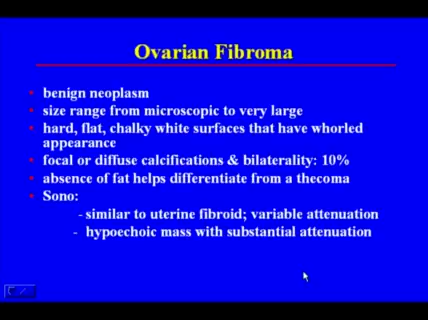 Ovarian Fibroma
• benign neoplasm
• size range from microscopic to very large
• hard, flat, chalky white surfaces that have whorled
appearance
• focal or diffuse calcifications & bilaterality: 10%
• absence of fat helps differentiate from a thecoma
• Sono:
- similar to uterine fibroid; variable attenuation
- hypoechoic mass with substantial attenuation